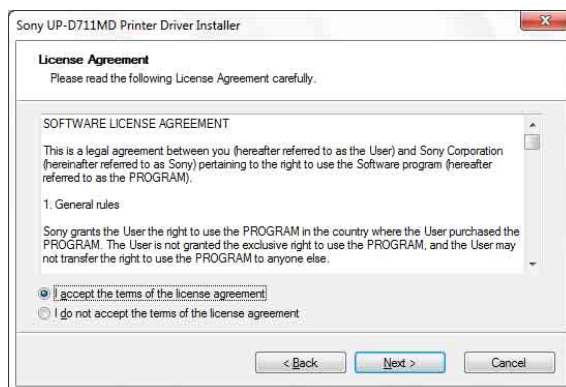 Sony UP-D711MD Printer Driver Installer
License Agreement
Please read the following License Agreement carefully.
SOFTWARE LICENSE AGREEMENT
This is a legal agreement between you (hereafter referred to as the User) and Sony Corporation
(hereinafter referred to as Sony) pertaining to the right to use the Software program (hereafter
referred to as the PROGRAM).
1. General rules
Sony grants the User the right to use the PROGRAM in the country where the User purchased the
PROGRAM. The User is not granted the exclusive right to use the PROGRAM, and the User may
not transfer the right to use the PROGRAM to anyone else.
I accept the terms of the license agreement
I do not accept the terms of the license agreement
< Back Next > Cancel